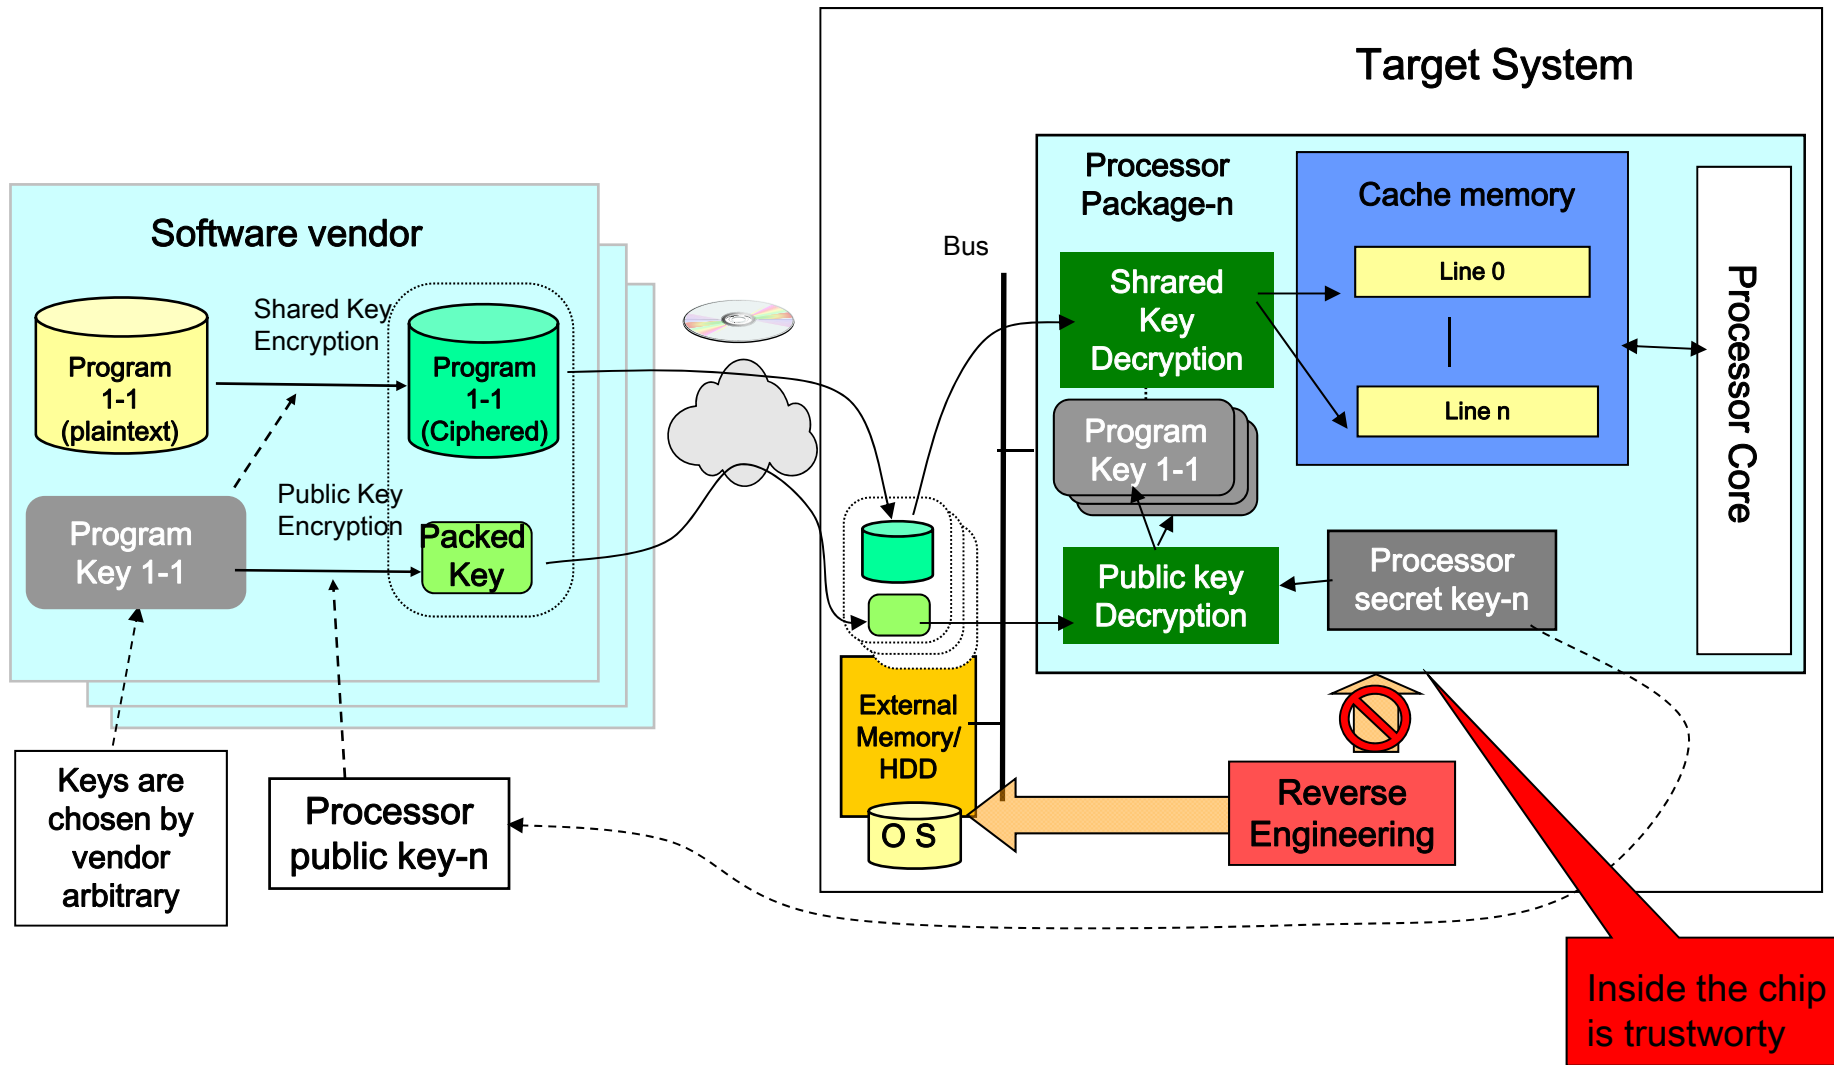 Target System
Processor
Package-n
Cache memory
Software vendor
Bus
Line 0
Shrared
Key
Decryption
Shared Key
Encryption
Program
1-1
(plaintext)
Program
1-1
(Ciphered)
Line n
Processor Core
Program
Key 1-1
Public Key
Encryption
Program
Key 1-1
Packed
Key
Public key
Decryption
Processor
secret key-n
External
Memory/
HDD
O S
Reverse
Engineering
Keys are
chosen by
vendor
arbitrary
Processor
public key-n
Inside the chip
is trustworty